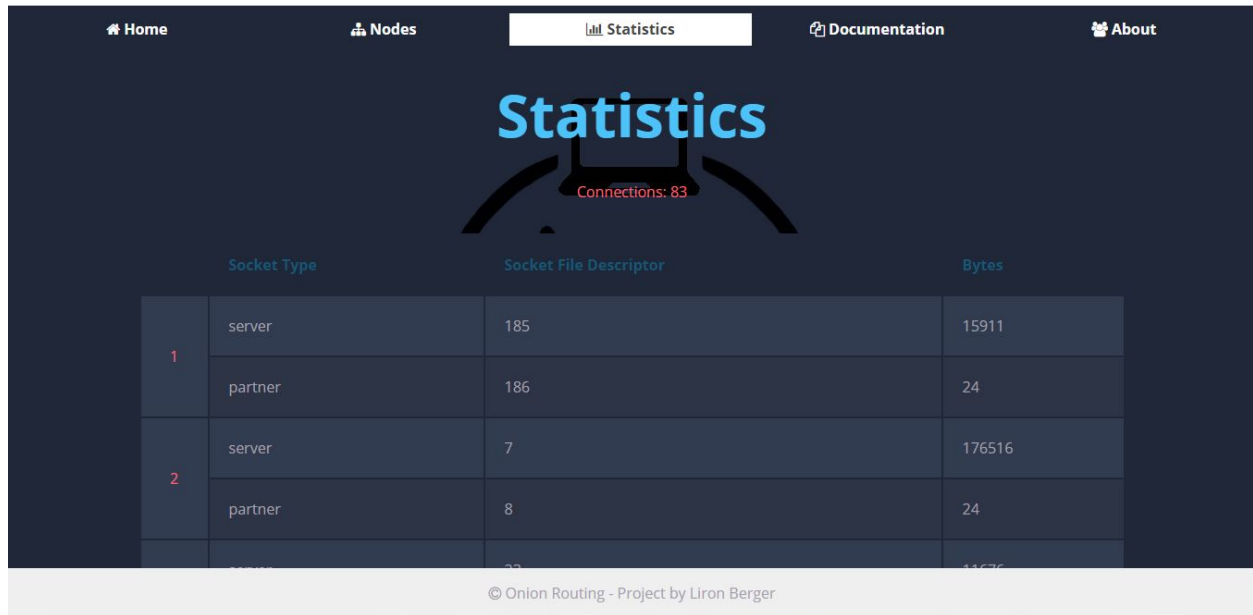 Home Nodes Statistics Documentation About
Statistics
Connections: 83
Socket Type Socket File Descriptor Bytes
1
server 185 15911
partner 186 24
2
server 7 176516
partner 8 24
© Onion Routing - Project by Liron Berger